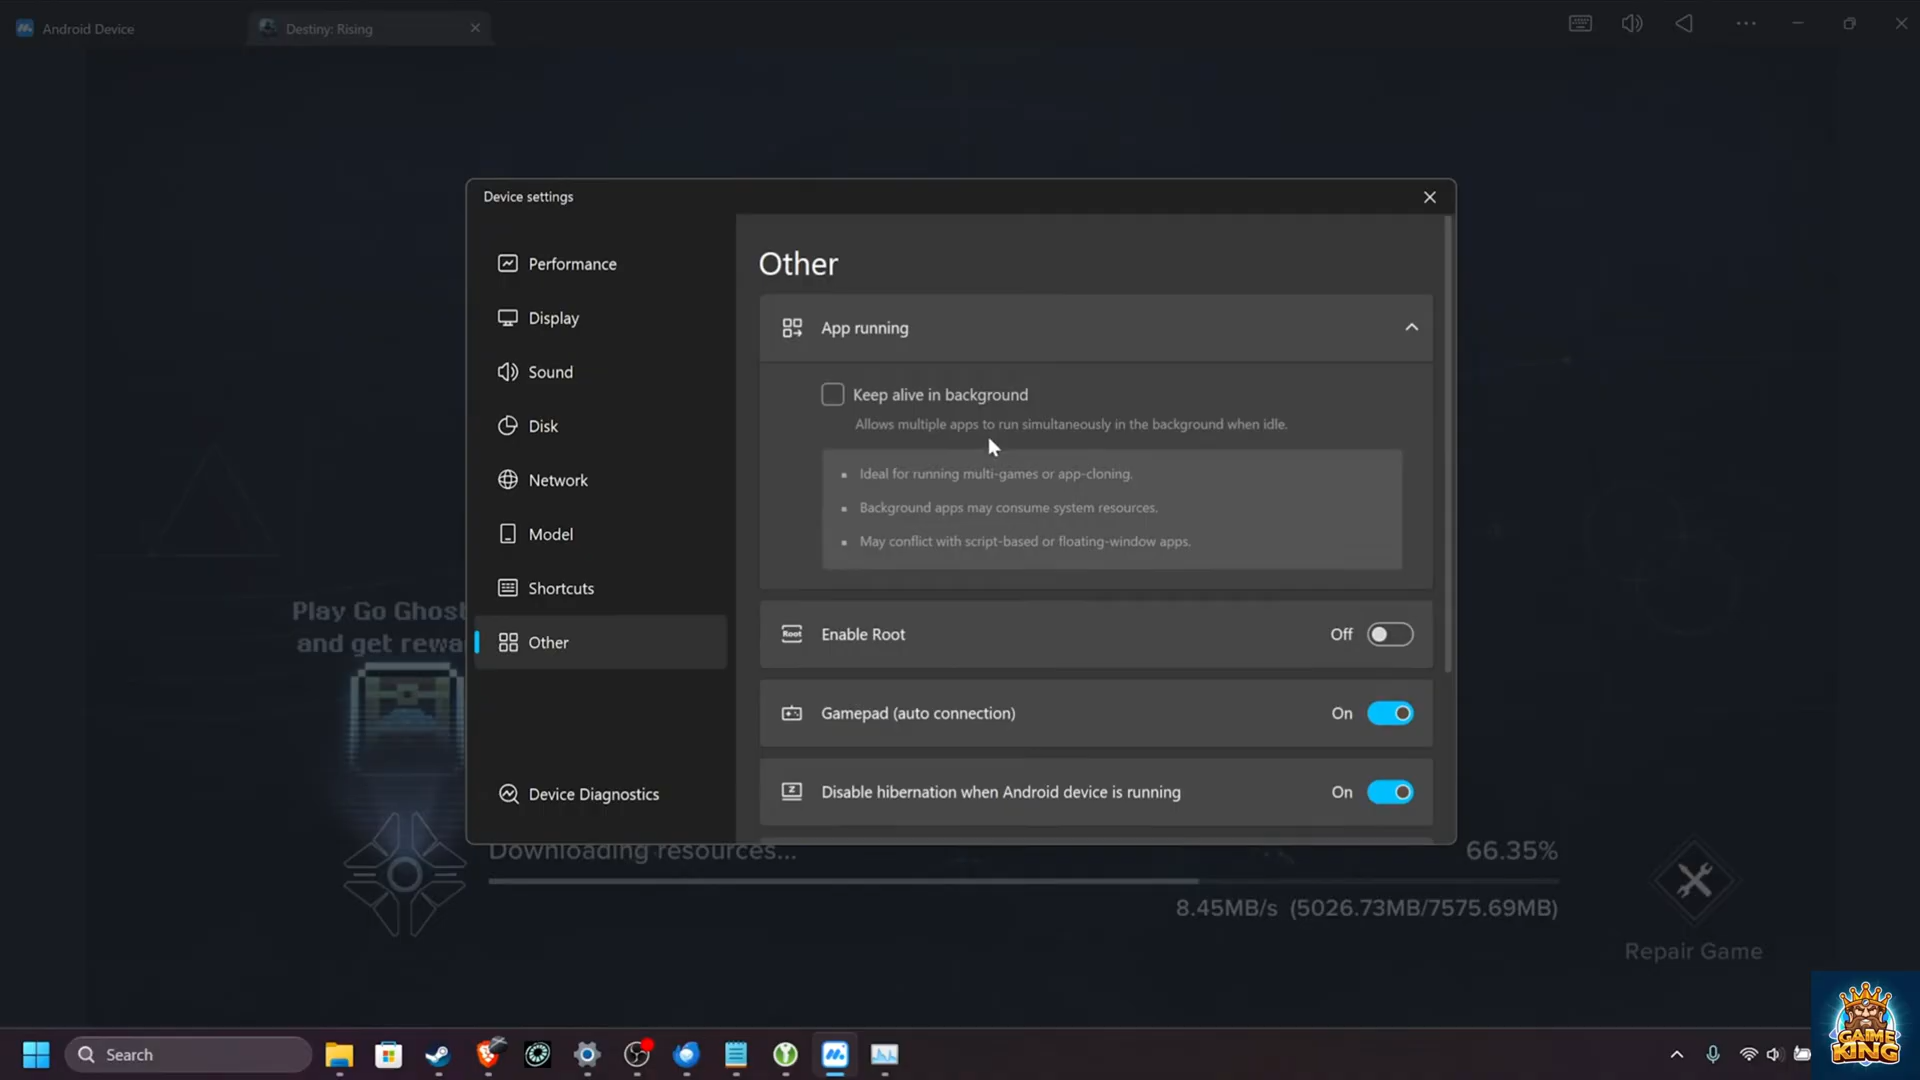 Android Device
Destiny: Rising
Device settings
Performance
Display
Sound
Disk
Network
Model
Shortcuts
Other
Device Diagnostics
Other
App running
Keep alive in background
Allows multiple apps to run simultaneously in the background when idle.
Ideal for running multi-games or app-cloning.
Background apps may consume system resources.
May conflict with script-based or floating-window apps.
Root
Enable Root
Off
Gamepad (auto connection)
On
Disable hibernation when Android device is running
On
Play Go Ghost
and get rewa
Downloading resources...
66.35%
8.45MB/s (5026.73MB/7575.69MB)
Repair Game
Search
GAME
KING